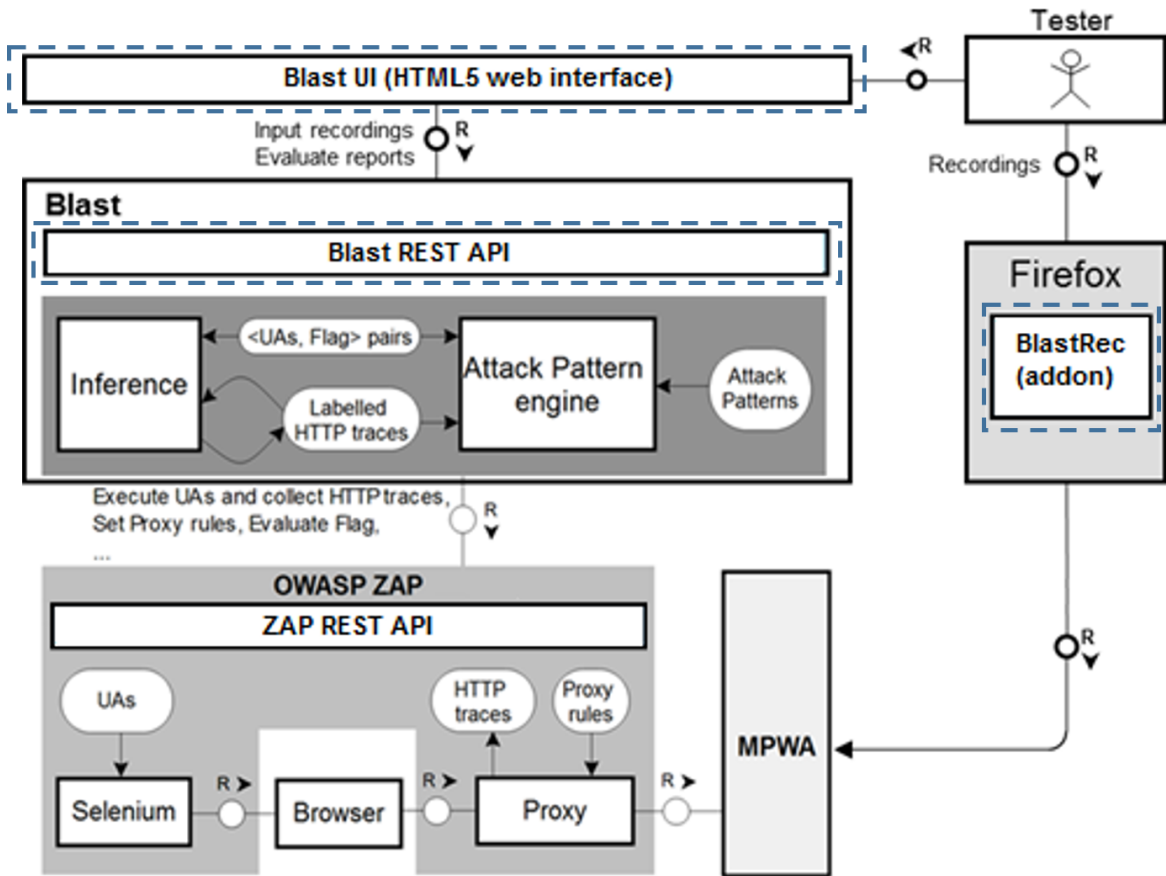 Tester
R
Blast UI (HTML5 web interface)
Input recordings
Evaluate reports
R
Recordings
R
Blast
Blast REST API
Firefox
BlastRec
(addon)
<UAs, Flag> pairs
Inference
Attack Pattern
engine
Attack
Patterns
Labelled
HTTP traces
Execute UAs and collect HTTP traces,
Set Proxy rules, Evaluate Flag,
...
R
OWASP ZAP
ZAP REST API
R
UAs
HTTP
traces
Proxy
rules
MPWA
R
R
R
Selenium
Browser
Proxy